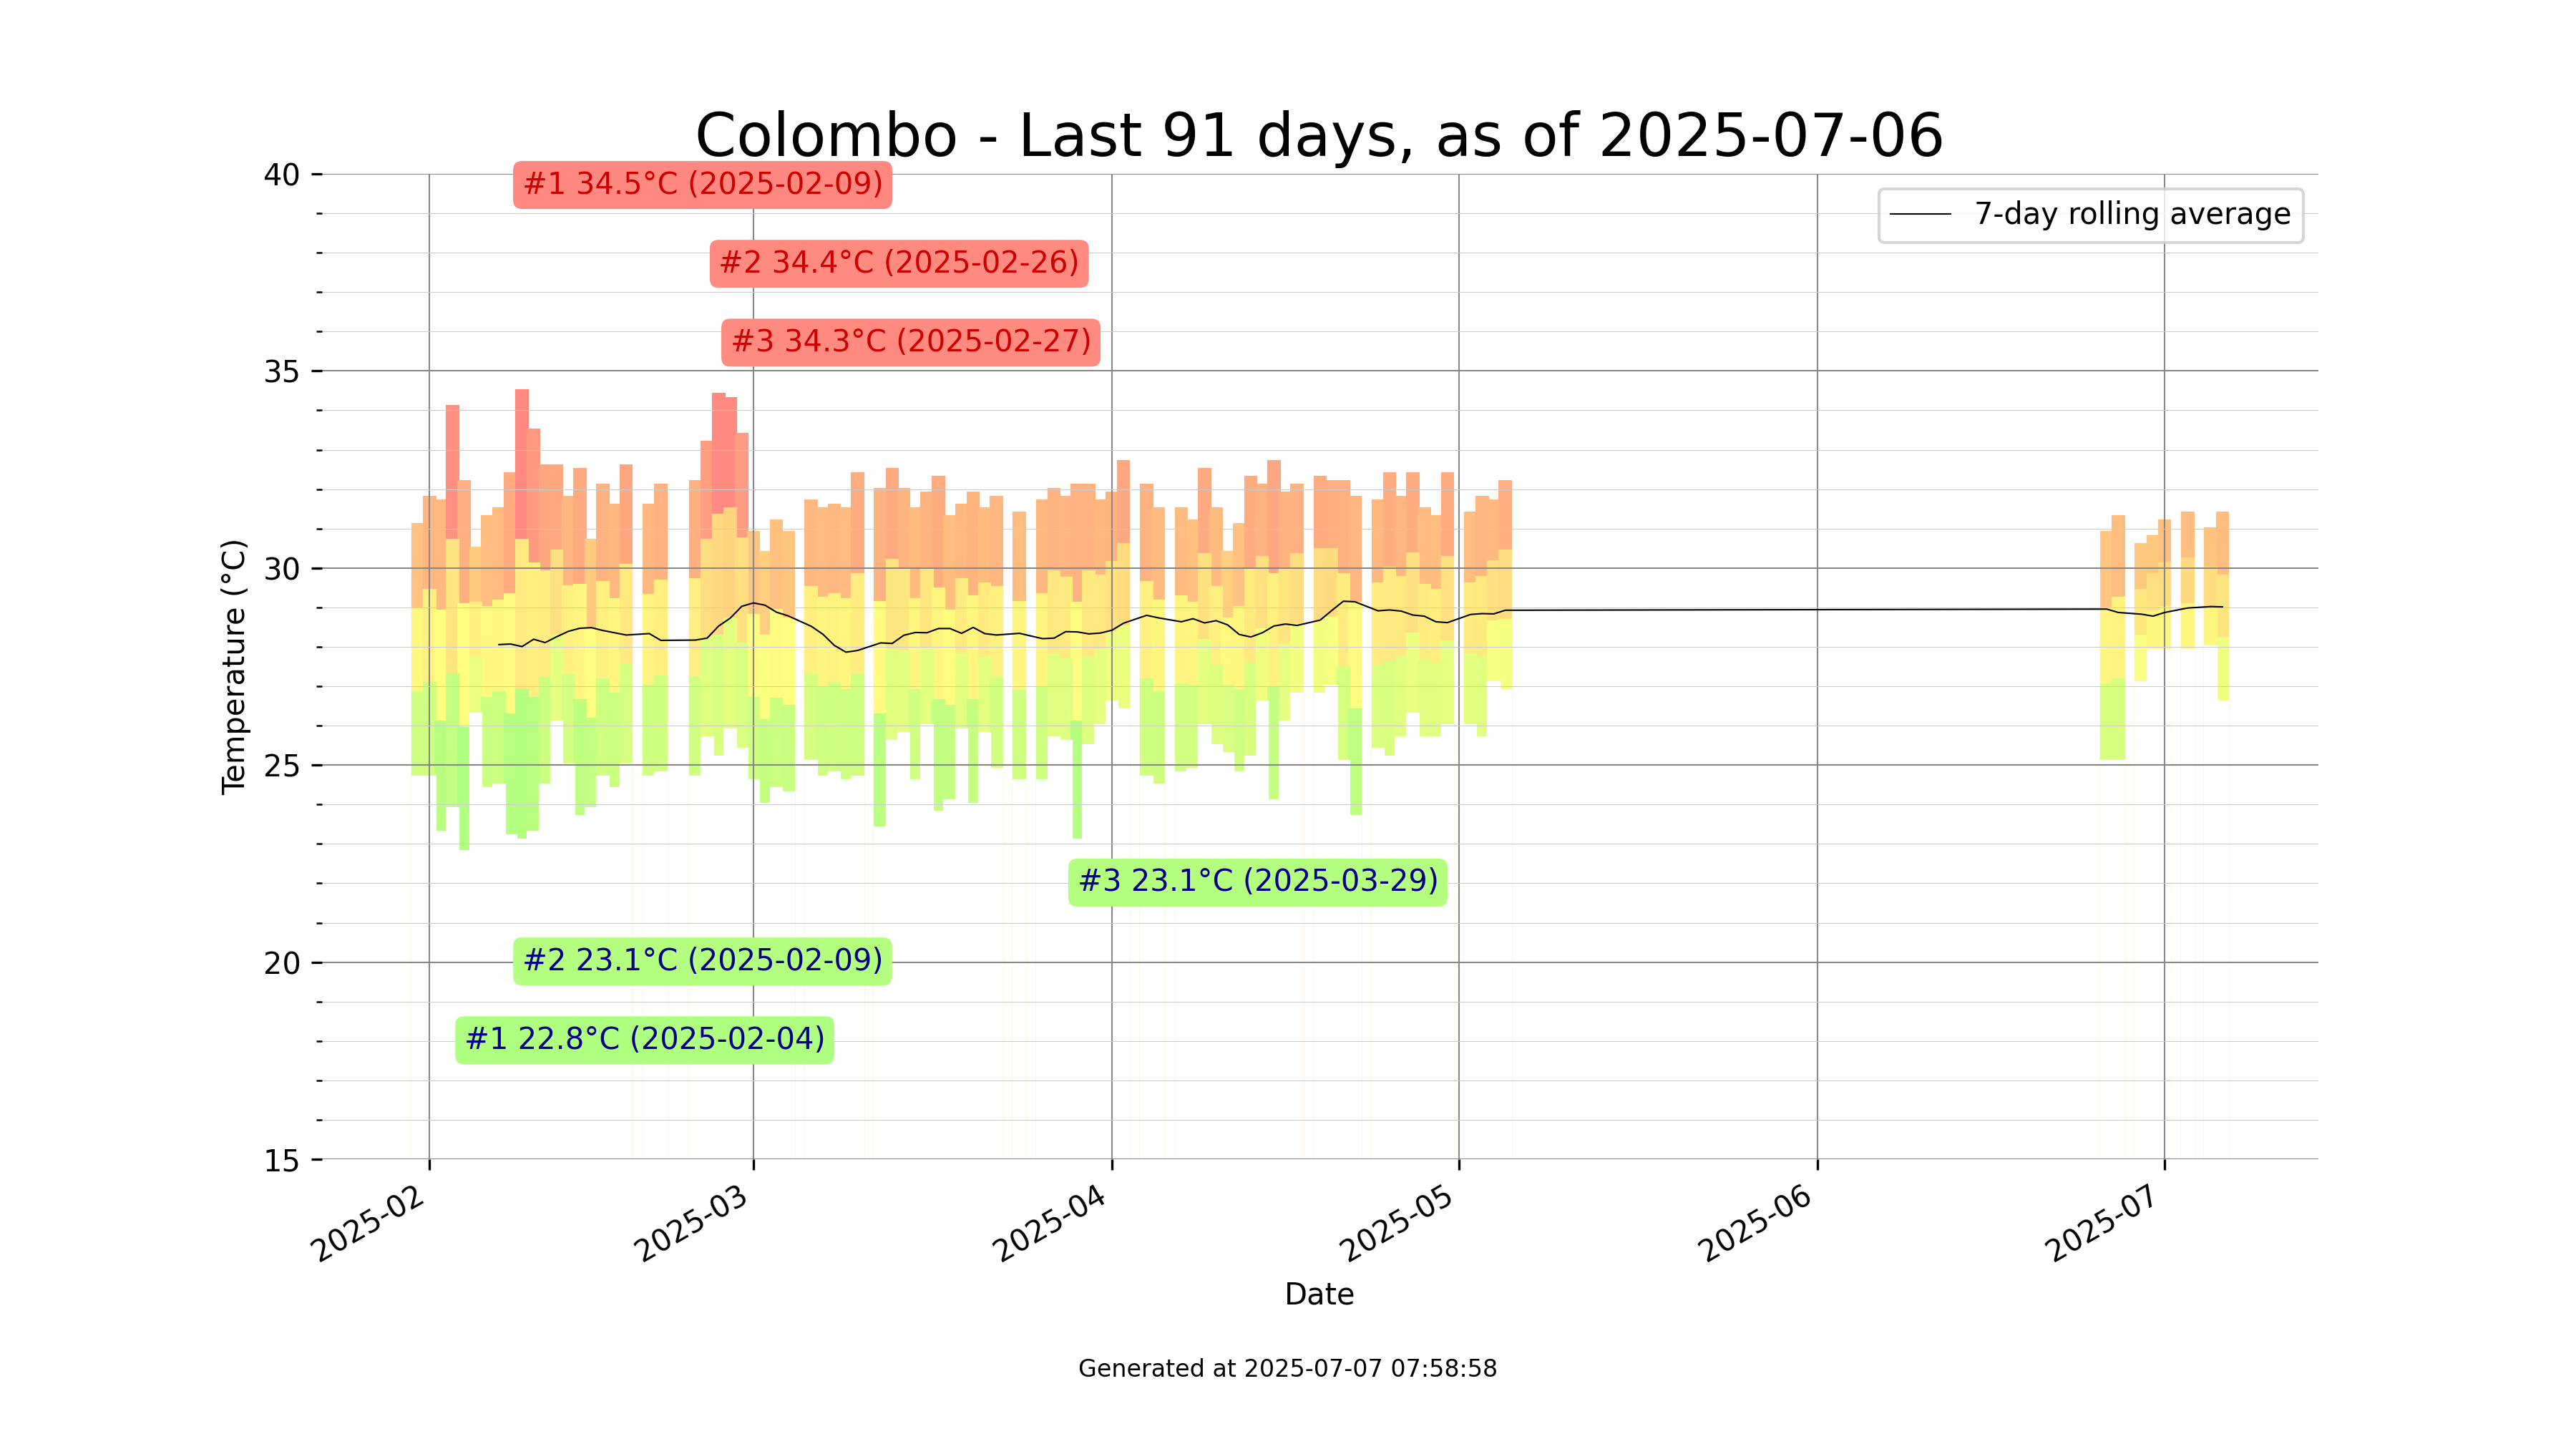 Colombo - Last 91 days, as of 2025-07-06
40
#1 34.5°C (2025-02-09)
7-day rolling average
#2 34.4°C (2025-02-26)
#3 34.3°C (2025-02-27)
35
30
Temperature (°C)
25
#3 23.1°C (2025-03-29)
20
#2 23.1°C (2025-02-09)
#1 22.8°C (2025-02-04)
15
2025-02
2025-03
2025-04
2025-05
2025-06
2025-07
Date
Generated at 2025-07-07 07:58:58